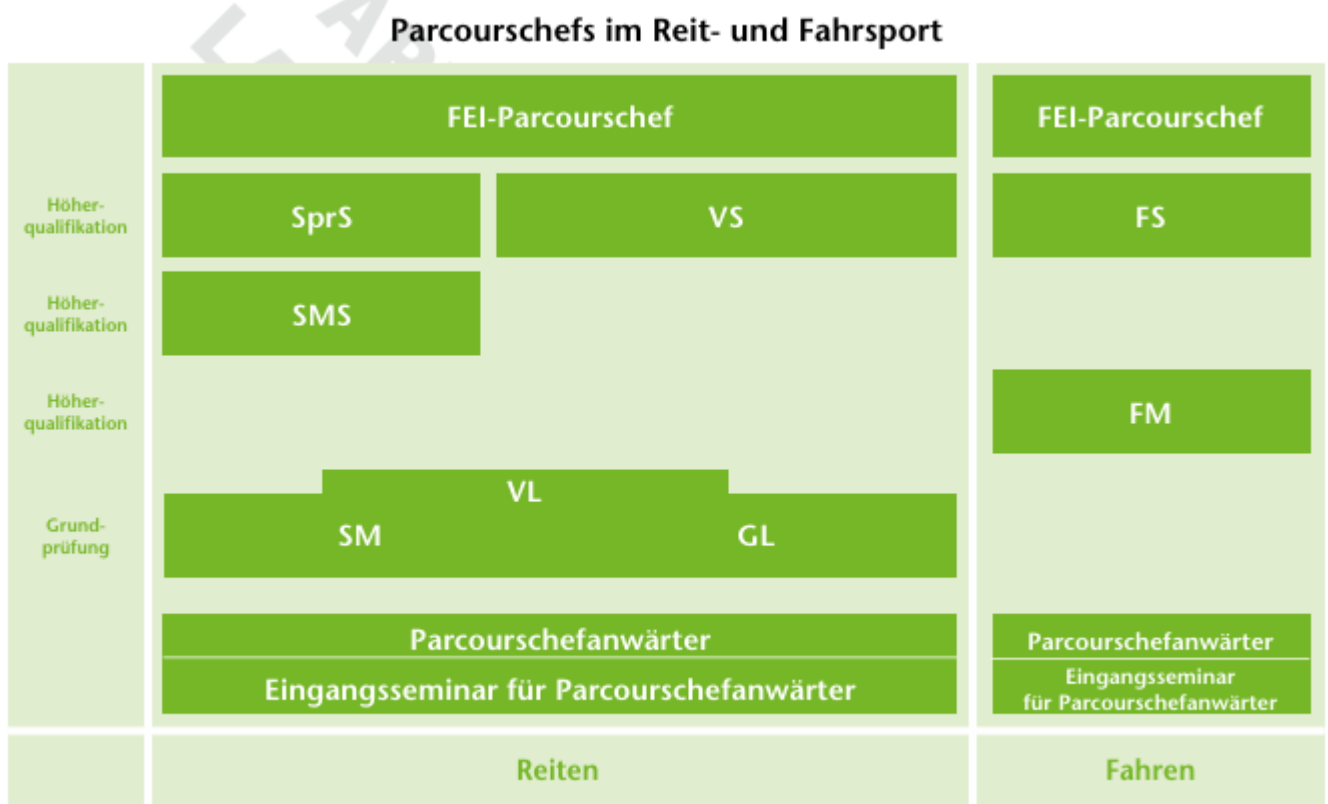 Parcourschefs im Reit- und Fahrsport
FEI-Parcourschef
FEI-Parcourschef
Höher-
qualifikation
SprS
VS
FS
Höher-
qualifikation
SMS
Höher-
qualifikation
FM
Grund-
prüfung
VL
SM
GL
Parcourschefanwärter
Eingangsseminar für Parcourschefanwärter
Parcourschefanwärter
Eingangsseminar
für Parcourschefanwärter
Reiten
Fahren